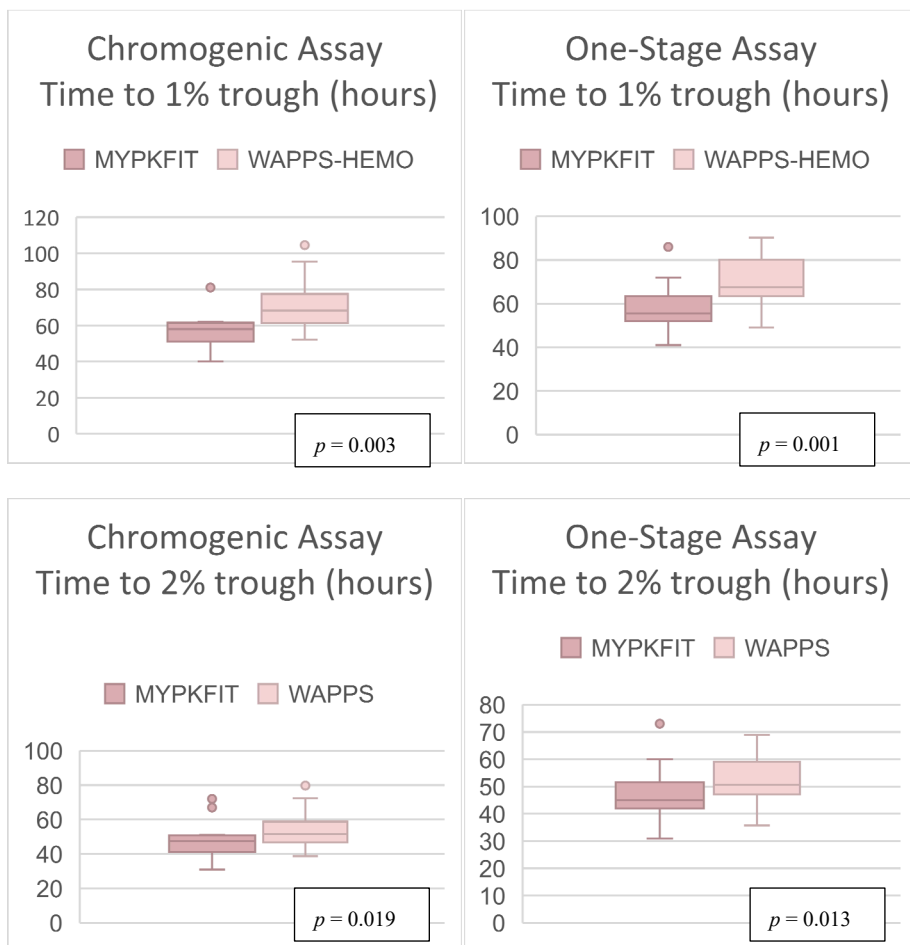 Chromogenic Assay
Time to 1% trough (hours)
MYPKFIT WAPPS-HEMO
120
100
80
60
40
20
0
p = 0.003
One-Stage Assay
Time to 1% trough (hours)
MYPKFIT WAPPS-HEMO
100
80
60
40
20
0
p = 0.001
Chromogenic Assay
Time to 2% trough (hours)
MYPKFIT WAPPS
100
80
60
40
20
0
p = 0.019
One-Stage Assay
Time to 2% trough (hours)
MYPKFIT WAPPS
80
70
60
50
40
30
20
10
0
p = 0.013